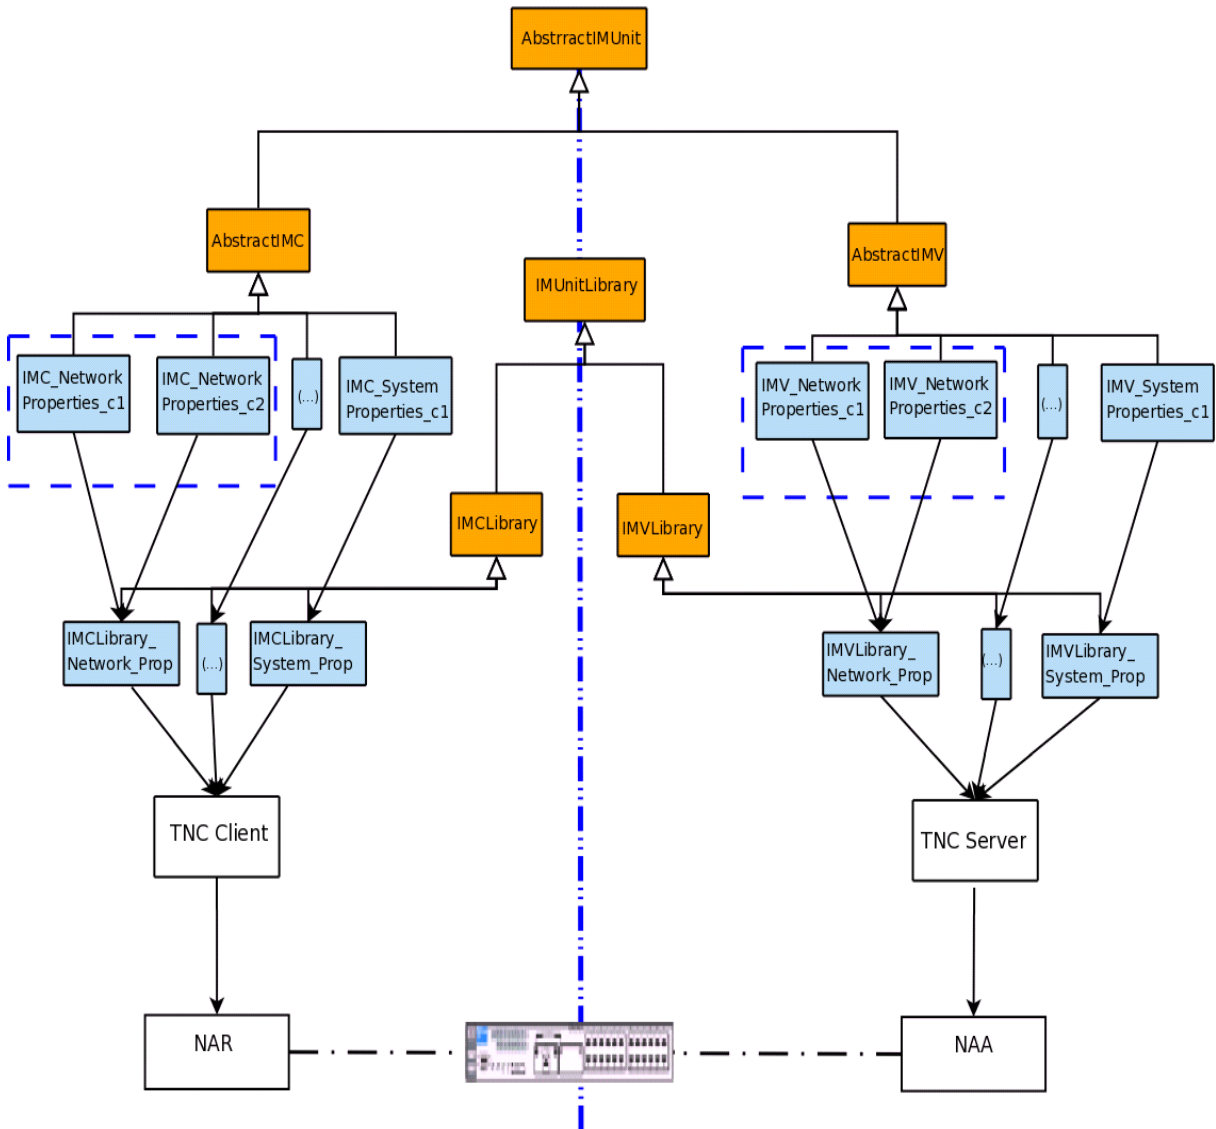 AbstrractIMUnit
AbstractIMC
AbstractIMV
IMUnitLibrary
IMC_Network
Properties_c1
IMC_Network
Properties_c2
(...)
IMC_System
Properties_c1
IMV_Network
Properties_c1
IMV_Network
Properties_c2
(...)
IMV_System
Properties_c1
IMCLibrary
IMVLibrary
IMCLibrary_
Network_Prop
(...)
IMCLibrary_
System_Prop
IMVLibrary_
Network_Prop
(...)
IMVLibrary_
System_Prop
TNC Client
TNC Server
NAR
NAA